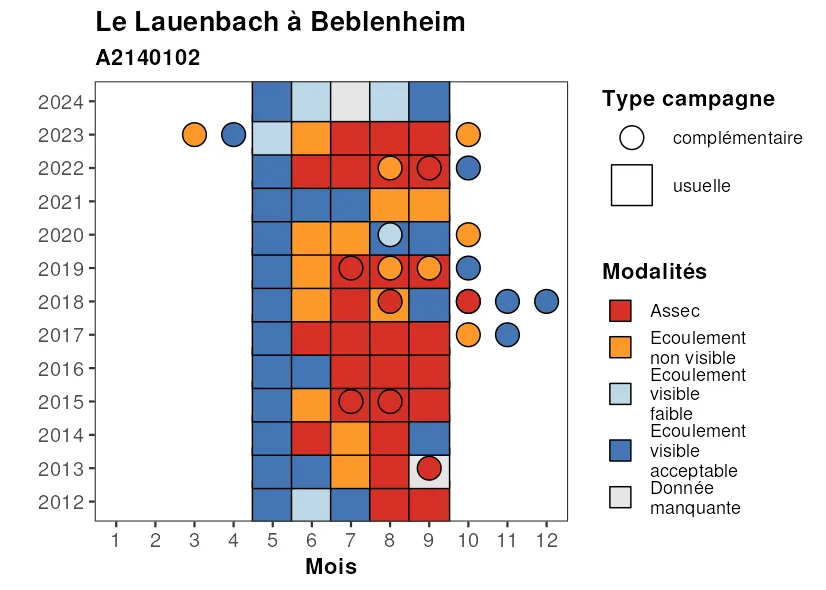 Le Lauenbach à Beblenheim
A2140102
2024
2023
2022
2021
2020
2019
2018
2017
2016
2015
2014
2013
2012
1 2 3 4 5 6 7 8 9 10 11 12
Mois
Type campagne
complémentaire
usuelle
Modalités
Assec
Ecoulement
non visible
Ecoulement
visible
faible
Ecoulement
visible
acceptable
Donnée
manquante